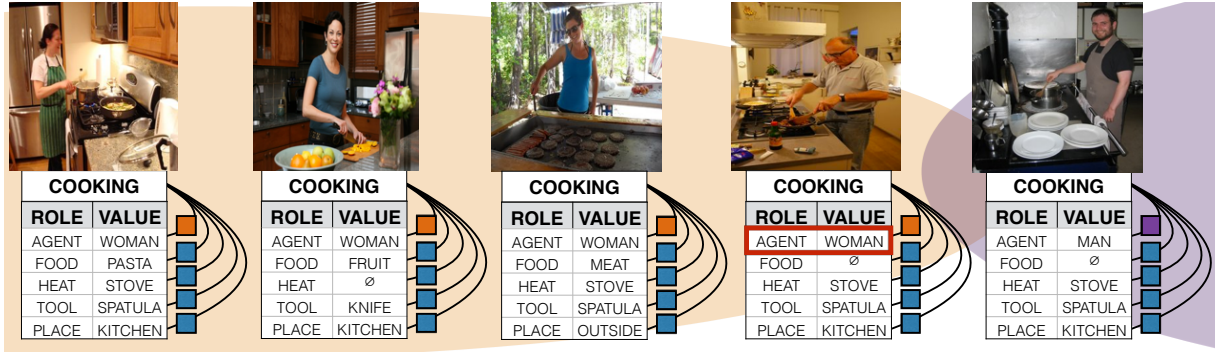 COOKING
ROLE VALUE
AGENT WOMAN
FOOD PASTA
HEAT STOVE
TOOL SPATULA
PLACE KITCHEN
COOKING
ROLE VALUE
AGENT WOMAN
FOOD FRUIT
HEAT ∅
TOOL KNIFE
PLACE KITCHEN
COOKING
ROLE VALUE
AGENT WOMAN
FOOD MEAT
HEAT STOVE
TOOL SPATULA
PLACE OUTSIDE
COOKING
ROLE VALUE
AGENT WOMAN
FOOD ∅
HEAT STOVE
TOOL SPATULA
PLACE KITCHEN
COOKING
ROLE VALUE
AGENT MAN
FOOD ∅
HEAT STOVE
TOOL SPATULA
PLACE KITCHEN